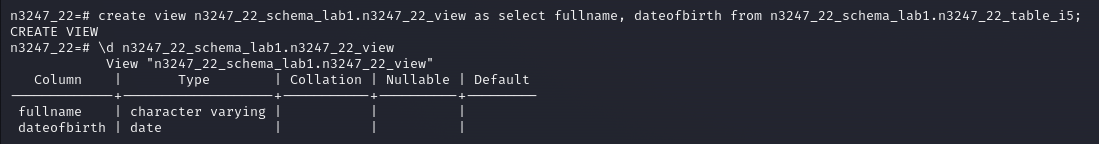 n3247_22=# create view n3247_22_schema_lab1.n3247_22_view as select fullname, dateofbirth from n3247_22_schema_lab1.n3247_22_table_i5;
CREATE VIEW
n3247_22=# \d n3247_22_schema_lab1.n3247_22_view
            View "n3247_22_schema_lab1.n3247_22_view"
   Column    |       Type        | Collation | Nullable | Default
-------------+-------------------+-----------+----------+---------
 fullname    | character varying |           |          |
 dateofbirth | date              |           |          |